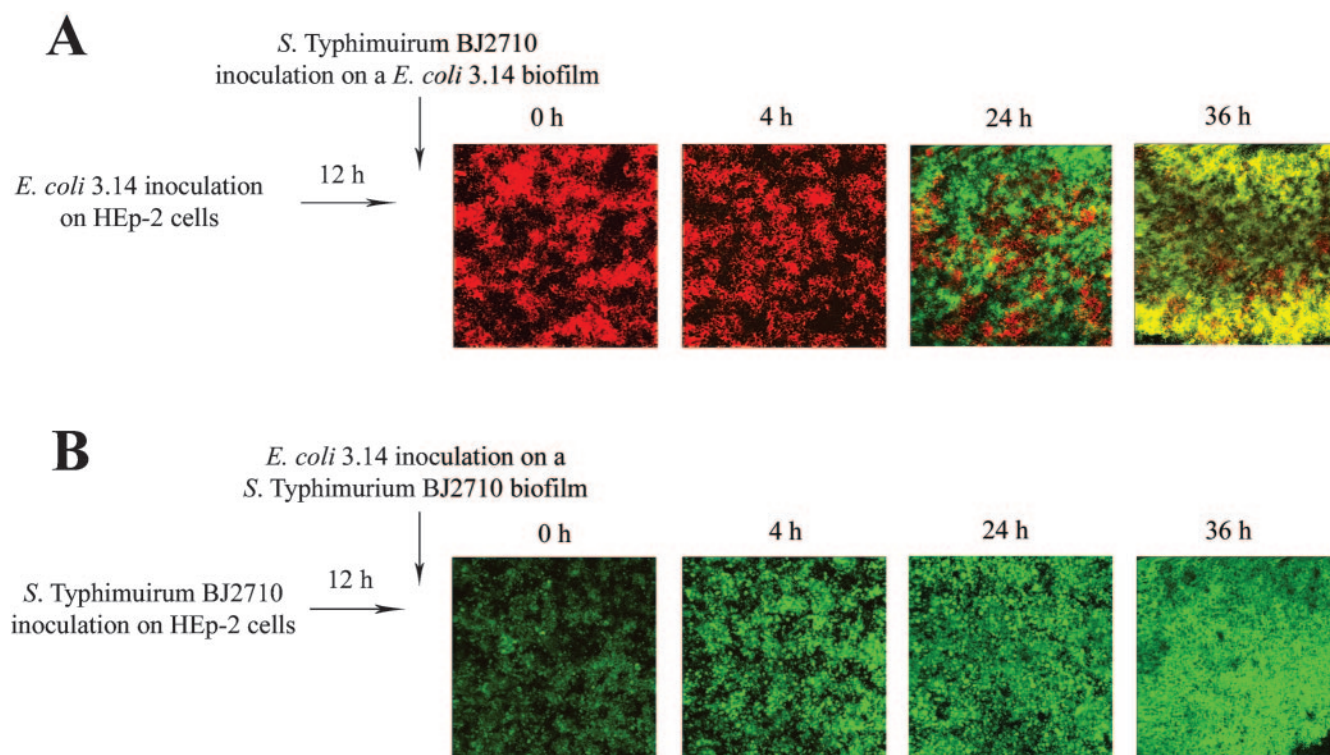 A
S. Typhimuirum BJ2710
inoculation on a E. coli 3.14 biofilm
0 h
4 h
24 h
36 h
E. coli 3.14 inoculation
on HEp-2 cells
12 h
B
E. coli 3.14 inoculation on a
S. Typhimurium BJ2710 biofilm
0 h
4 h
24 h
36 h
S. Typhimuirum BJ2710
inoculation on HEp-2 cells
12 h